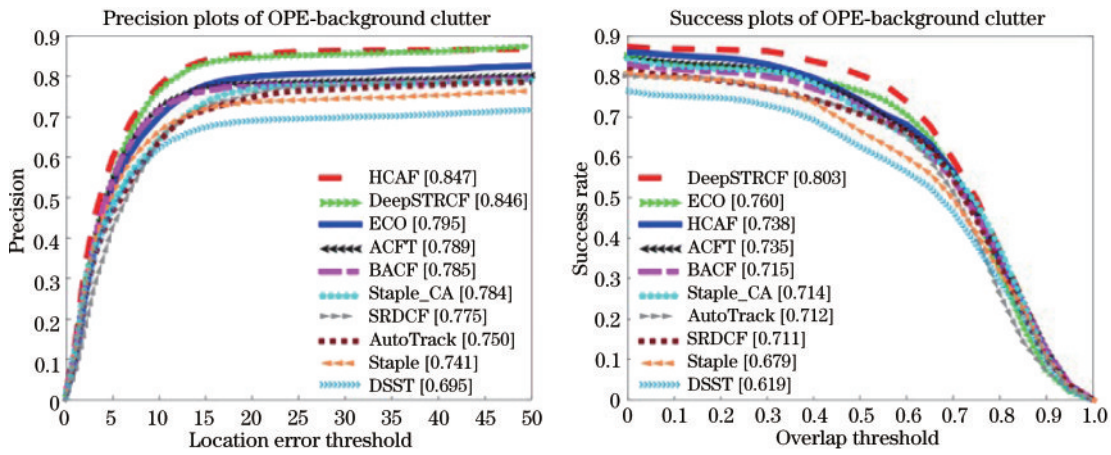 Precision plots of OPE-background clutter
0.9
0.8
0.7
0.6
0.5
0.4
0.3
0.2
0.1
0
Precision
HCAF [0.847]
DeepSTRCF [0.846]
ECO [0.795]
ACFT [0.789]
BACF [0.785]
Staple_CA [0.784]
SRDCF [0.775]
AutoTrack [0.750]
Staple [0.741]
DSST [0.695]
0 5 10 15 20 25 30 35 40 45 50
Location error threshold
Success plots of OPE-background clutter
0.9
0.8
0.7
0.6
0.5
0.4
0.3
0.2
0.1
0
Success rate
DeepSTRCF [0.803]
ECO [0.760]
HCAF [0.738]
ACFT [0.735]
BACF [0.715]
Staple_CA [0.714]
AutoTrack [0.712]
SRDCF [0.711]
Staple [0.679]
DSST [0.619]
0 0.1 0.2 0.3 0.4 0.5 0.6 0.7 0.8 0.9 1.0
Overlap threshold